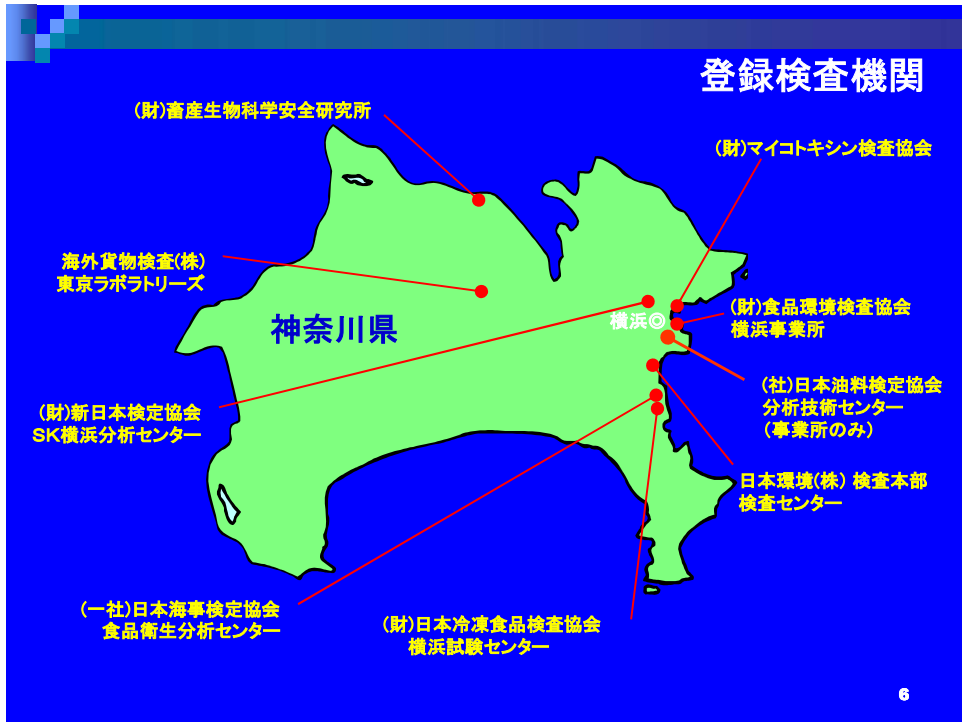 登録検査機関
(財)畜産生物科学安全研究所
(財)マイコトキシン検査協会
海外貨物検査(株)
東京ラボラトリーズ
(財)食品環境検査協会
横浜事業所
横浜◎
神奈川県
(社)日本油料検定協会
分析技術センター
(事業所のみ)
(財)新日本検定協会
SK横浜分析センター
日本環境(株) 検査本部
検査センター
(一社)日本海事検定協会
食品衛生分析センター
(財)日本冷凍食品検査協会
横浜試験センター
6